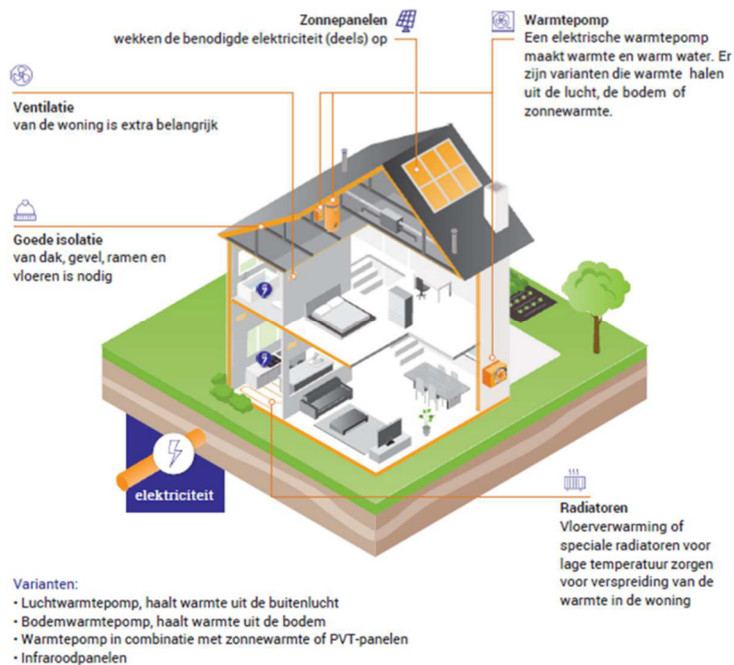 Zonnepanelen
wekken de benodigde elektriciteit (deels) op
Warmtepomp
Een elektrische warmtepomp
maakt warmte en warm water. Er
zijn varianten die warmte halen
uit de lucht, de bodem of
zonnewarmte.
Ventilatie
van de woning is extra belangrijk
Goede isolatie
van dak, gevel, ramen en
vloeren is nodig
elektriciteit
Radiatoren
Vloerverwarming of
speciale radiatoren voor
lage temperatuur zorgen
voor verspreiding van de
warmte in de woning
Varianten:
• Luchtwarmtepomp, haalt warmte uit de buitenlucht
• Bodemwarmtepomp, haalt warmte uit de bodem
• Warmtepomp in combinatie met zonnewarmte of PVT-panelen
• Infraroodpanelen